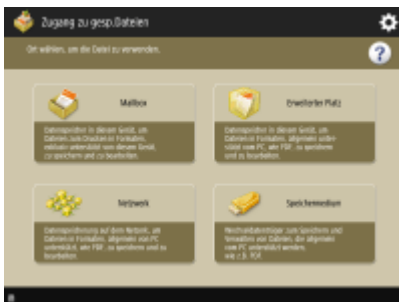 Zugang zu gesp.Dateien
Ort wählen, um die Datei zu verwenden.
Mailbox
Datenspeicher in diesem Gerät, um
Dateien zum Drucken in Formaten,
exklusiv unterstützt von diesem Gerät,
zu speichern und zu bearbeiten.
Erweiterter Platz
Datenspeicher in diesem Gerät, um
Dateien in Formaten, allgemein unter-
stützt vom PC, wie PDF, zu speichern
und zu bearbeiten.
Netzwerk
Datenspeicherung auf dem Netzwerk, um
Dateien in Formaten, allgemein von PC
unterstützt, wie PDF, zu speichern und zu
bearbeiten.
Speichermedium
Wechseldatenträger zum Speichern und
Verwalten von Dateien, die allgemein
vom PC unterstützt werden,
wie z.B. PDF.